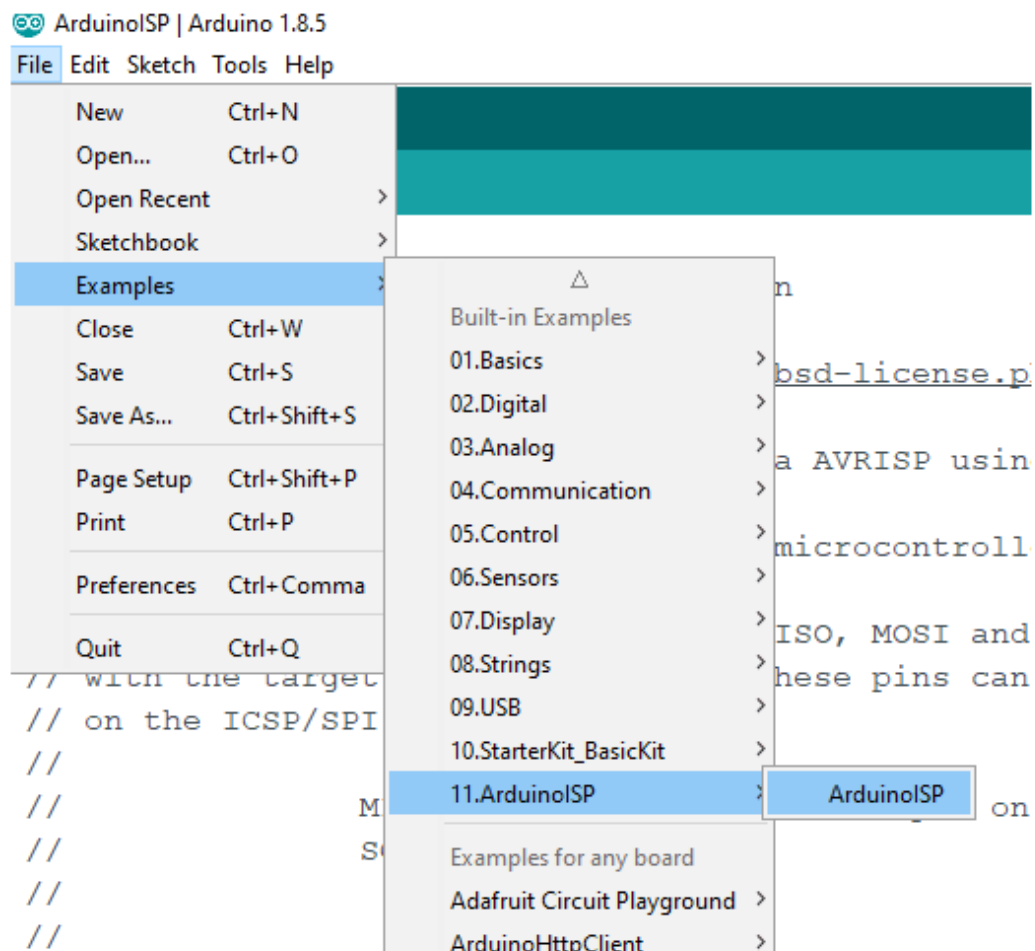 ArduinoISP | Arduino 1.8.5
File Edit Sketch Tools Help
New Ctrl+N
Open... Ctrl+O
Open Recent
Sketchbook
Examples
Close Ctrl+W
Save Ctrl+S
Save As... Ctrl+Shift+S
Page Setup Ctrl+Shift+P
Print Ctrl+P
Preferences Ctrl+Comma
Quit Ctrl+Q
Built-in Examples
01.Basics
02.Digital
03.Analog
04.Communication
05.Control
06.Sensors
07.Display
08.Strings
09.USB
10.StarterKit_BasicKit
11.ArduinoISP
ArduinoISP
Examples for any board
Adafruit Circuit Playground
ArduinoHttpClient
n
bsd-license.p
a AVRISP usin
microcontroll
ISO, MOSI and
// with the target hese pins can
// on the ICSP/SPI
//
// M on
// S
//
//